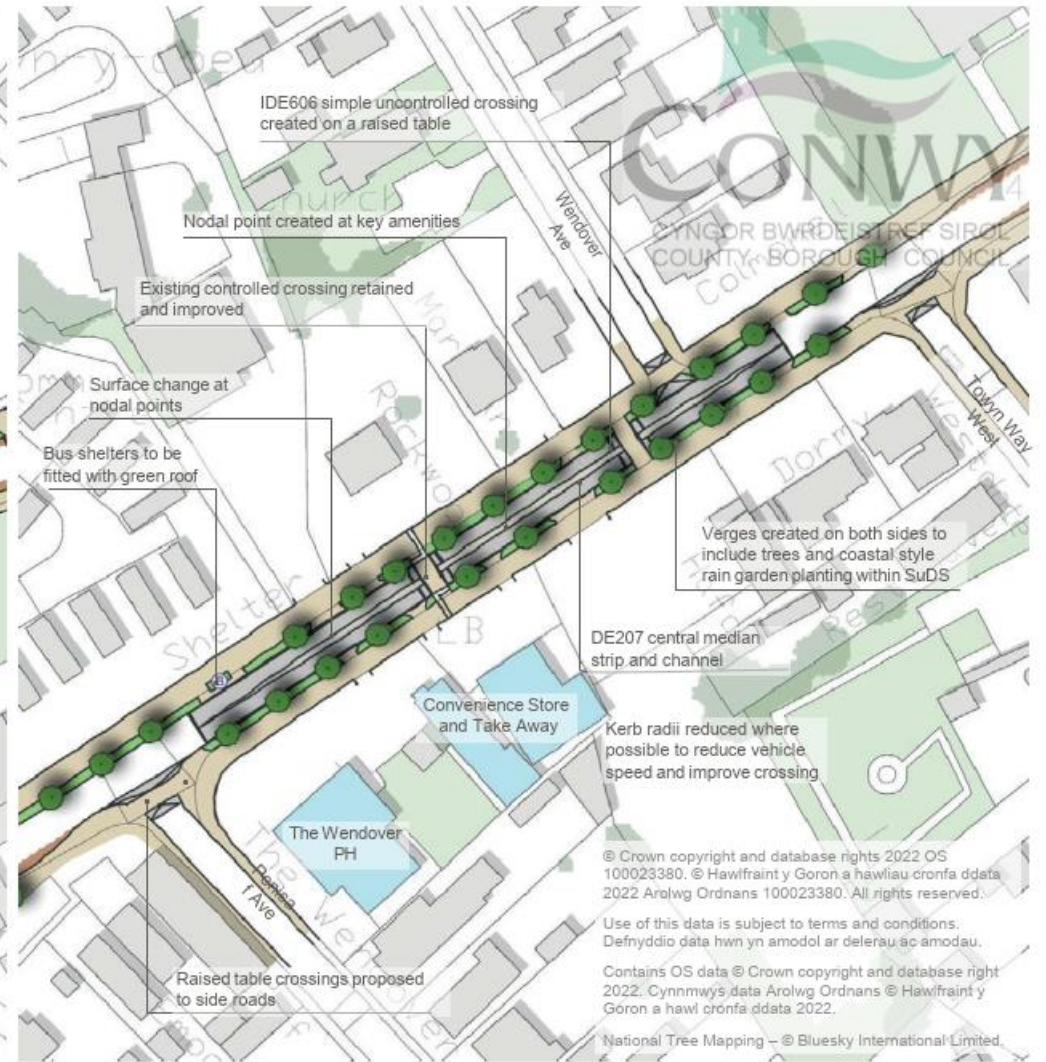 IDE606 simple uncontrolled crossing
created on a raised table
CONWY
CYNGOR BWRDEISTREF SIROL
COUNTY BOROUGH COUNCIL
Wendover
Ave
Church
Nodal point created at key amenities
Existing controlled crossing retained
and improved
Surface change at
nodal points
Bus shelters to be
fitted with green roof
Towyn Way
West
Dorry
Shelter
LB
Verges created on both sides to
include trees and coastal style
rain garden planting within SuDS
DE207 central median
strip and channel
Convenience Store
and Take Away
Kerb radii reduced where
possible to reduce vehicle
speed and improve crossing
The Wendover
PH
Penisa
f Ave
Raised table crossings proposed
to side roads
© Crown copyright and database rights 2022 OS
100023380. © Hawlfraint y Goron a hawliau cronfa ddata
2022 Arolwg Ordnans 100023380. All rights reserved.
Use of this data is subject to terms and conditions.
Defnyddio data hwn yn amodol ar delerau ac amodau.
Contains OS data © Crown copyright and database right
2022. Cynnmwys data Arolwg Ordnans © Hawlfraint y
Goron a hawl cronfa ddata 2022.
National Tree Mapping – © Bluesky International Limited.